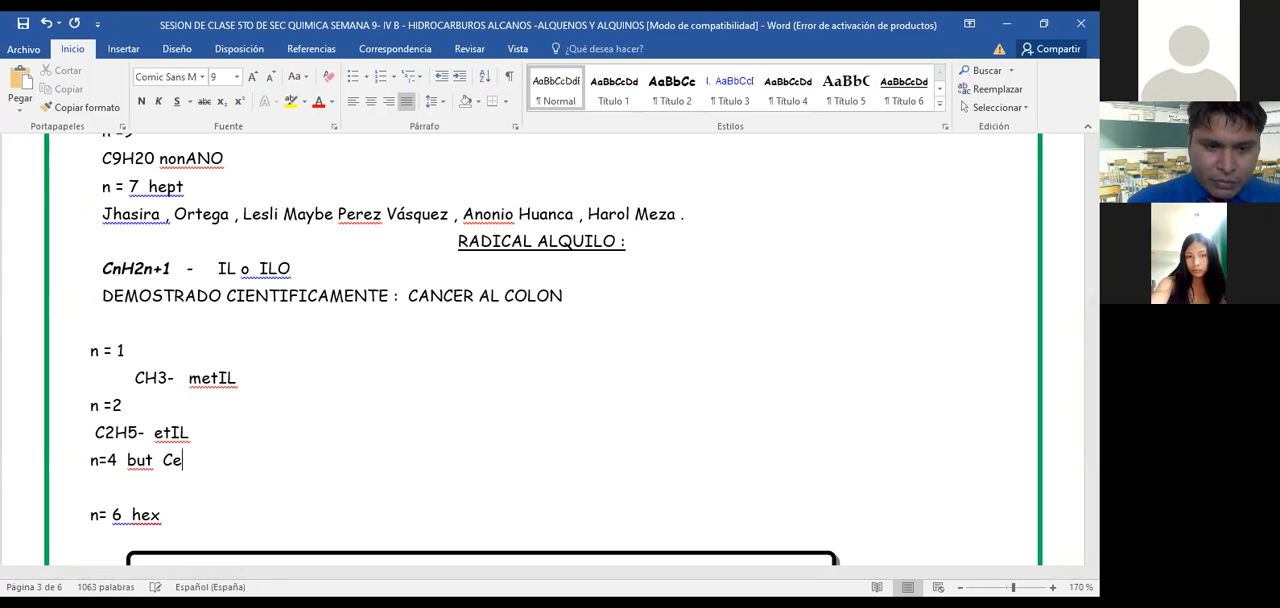 SESION DE CLASE 5TO DE SEC QUIMICA SEMANA 9- IV B - HIDROCARBUROS ALCANOS -ALQUENOS Y ALQUINOS [Modo de compatibilidad] - Word (Error de activación de productos)
Archivo Inicio Insertar Diseño Disposición Referencias Correspondencia Revisar Vista ¿Qué desea hacer? Compartir
Pegar
Cortar
Copiar
Copiar formato
Portapapeles
Comic Sans M 9
N K S abc x₂ x²
Fuente
Párrafo
AaBbCcDdI AaBbCcDd AaBbCc I. AaBbCcD AaBbCcDd AaBbC AaBbCcDd
¶ Normal ¶ Título 1 ¶ Título 2 ¶ Título 3 ¶ Título 4 ¶ Título 5 ¶ Título 6
Estilos
Buscar
Reemplazar
Seleccionar
Edición
C9H20 nonANO
n = 7 hept
Jhasira , Ortega , Lesli Maybe Perez Vásquez , Anonio Huanca , Harol Meza .
RADICAL ALQUILO :
CnH2n+1 - IL o ILO
DEMOSTRADO CIENTIFICAMENTE : CANCER AL COLON
n = 1
CH3- metIL
n =2
C2H5- etIL
n=4 but Ce
n= 6 hex
Página 3 de 6 1063 palabras Español (España) 170 %